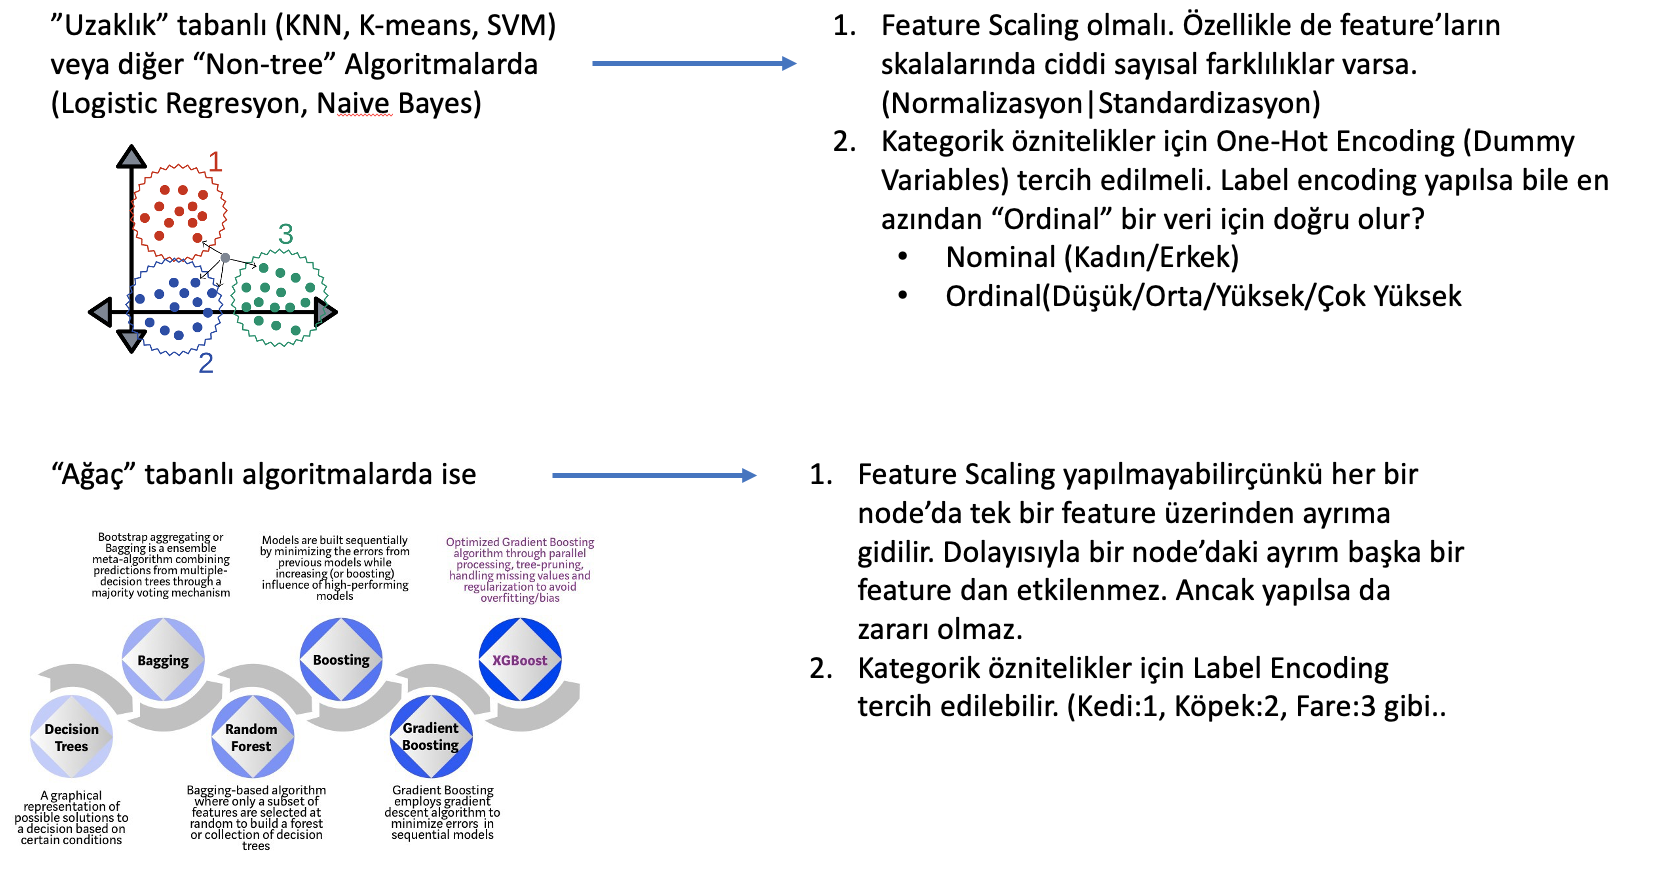 ”Uzaklık” tabanlı (KNN, K-means, SVM)
veya diğer “Non-tree” Algoritmalarda
(Logistic Regresyon, Naive Bayes)
1. Feature Scaling olmalı. Özellikle de feature’ların
skalalarında ciddi sayısal farklılıklar varsa.
(Normalizasyon|Standardizasyon)
2. Kategorik öznitelikler için One-Hot Encoding (Dummy
Variables) tercih edilmeli. Label encoding yapılsa bile en
azından “Ordinal” bir veri için doğru olur?
• Nominal (Kadın/Erkek)
• Ordinal(Düşük/Orta/Yüksek/Çok Yüksek
1
3
2
“Ağaç” tabanlı algoritmalarda ise
1. Feature Scaling yapılmayabilirçünkü her bir
node’da tek bir feature üzerinden ayrıma
gidilir. Dolayısıyla bir node’daki ayrım başka bir
feature dan etkilenmez. Ancak yapılsa da
zararı olmaz.
2. Kategorik öznitelikler için Label Encoding
tercih edilebilir. (Kedi:1, Köpek:2, Fare:3 gibi..
Bootstrap aggregating or
Bagging is a ensemble
meta-algorithm combining
predictions from multiple-
decision trees through a
majority voting mechanism
Models are built sequentially
by minimizing the errors from
previous models while
increasing (or boosting)
influence of high-performing
models
Optimized Gradient Boosting
algorithm through parallel
processing, tree-pruning,
handling missing values and
regularization to avoid
overfitting/bias
Bagging
Boosting
XGBoost
Decision
Trees
Random
Forest
Gradient
Boosting
A graphical
representation of
possible solutions to
a decision based on
certain conditions
Bagging-based algorithm
where only a subset of
features are selected at
random to build a forest
or collection of decision
trees
Gradient Boosting
employs gradient
descent algorithm to
minimize errors in
sequential models